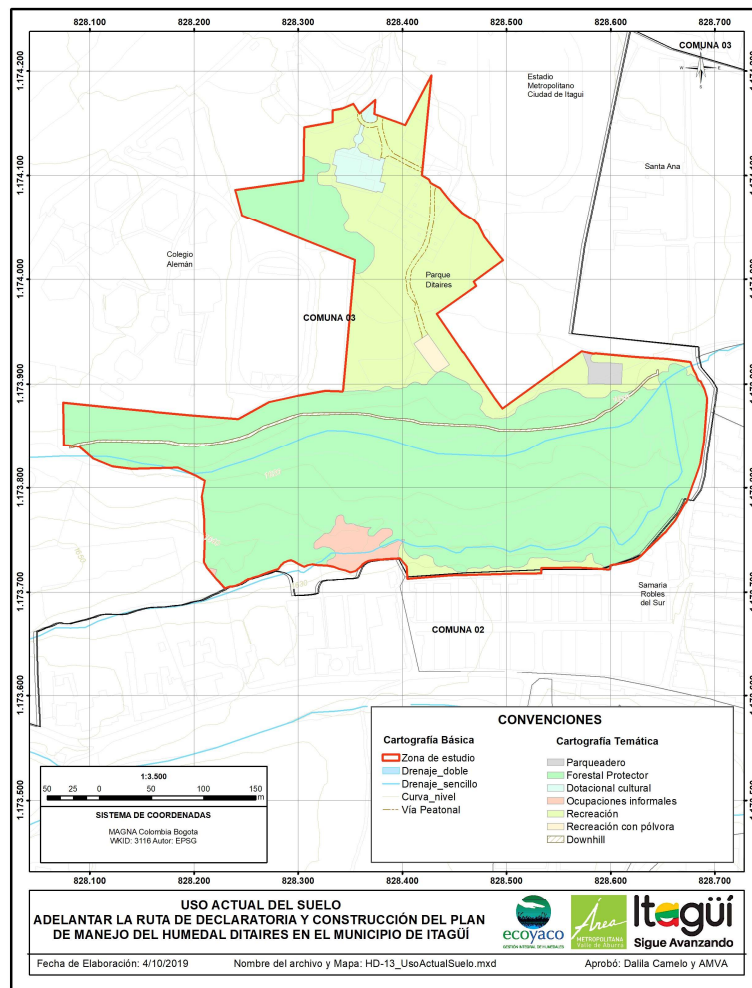 828.100 828.200 828.300 828.400 828.500 828.600 828.700
COMUNA 03
1.174.200
Estadio
Metropolitano
Ciudad de Itagui
W E
S
Santa Ana
1.174.100
Colegio
Alemán
1.174.000
Parque
Ditaires
COMUNA 03
1.173.900
1.173.800
1.173.700
Samaria
Robles
del Sur
COMUNA 02
1.173.600
1.173.500
CONVENCIONES
Cartografía Básica
Zona de estudio
Drenaje_doble
Drenaje_sencillo
Curva_nivel
Vía Peatonal
Cartografía Temática
Parqueadero
Forestal Protector
Dotacional cultural
Ocupaciones informales
Recreación
Recreación con pólvora
Downhill
1:3.500
50 25 0 50 100 150
m
SISTEMA DE COORDENADAS
MAGNA Colombia Bogota
WKID: 3116 Autor: EPSG
828.100 828.200 828.300 828.400 828.500 828.600 828.700
USO ACTUAL DEL SUELO
ADELANTAR LA RUTA DE DECLARATORIA Y CONSTRUCCIÓN DEL PLAN
DE MANEJO DEL HUMEDAL DITAIRES EN EL MUNICIPIO DE ITAGÜÍ
ecoyaco
GESTIÓN INTEGRAL DE HUMEDALES
Área
METROPOLITANA
Valle de Aburrá
Itagüí
Sigue Avanzando
Fecha de Elaboración: 4/10/2019 Nombre del archivo y Mapa: HD-13_UsoActualSuelo.mxd Aprobó: Dalila Camelo y AMVA